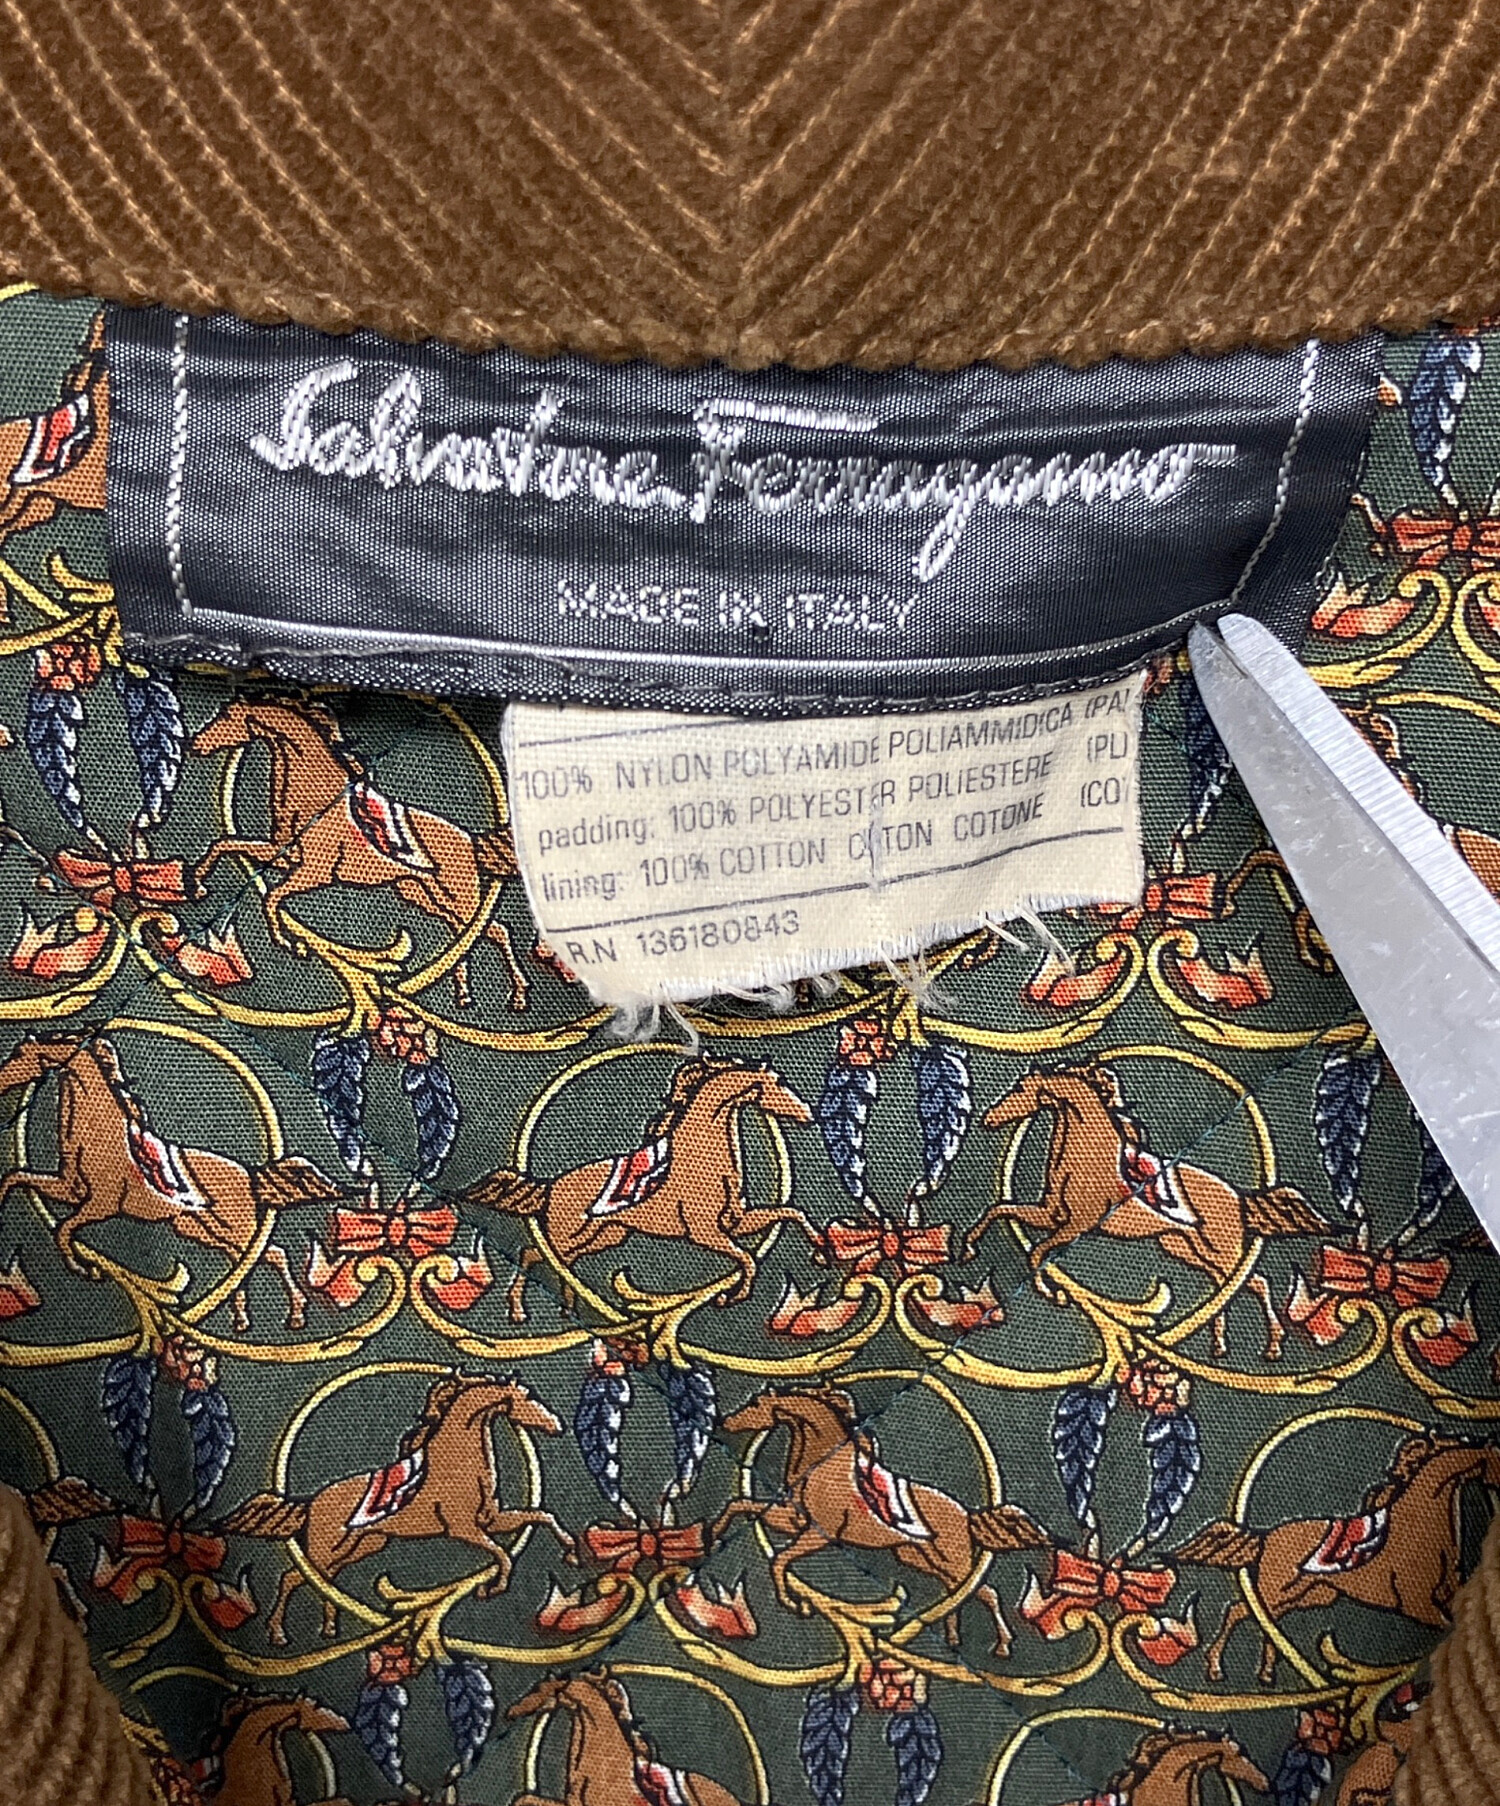 Salvatore Ferragamo
MADE IN ITALY
100% NYLON POLYAMIDE POLIAMMIDICA (PA)
padding: 100% POLYESTER POLIESTERE (PL)
lining: 100% COTTON COTON COTONE (CO)
R.N 136180843